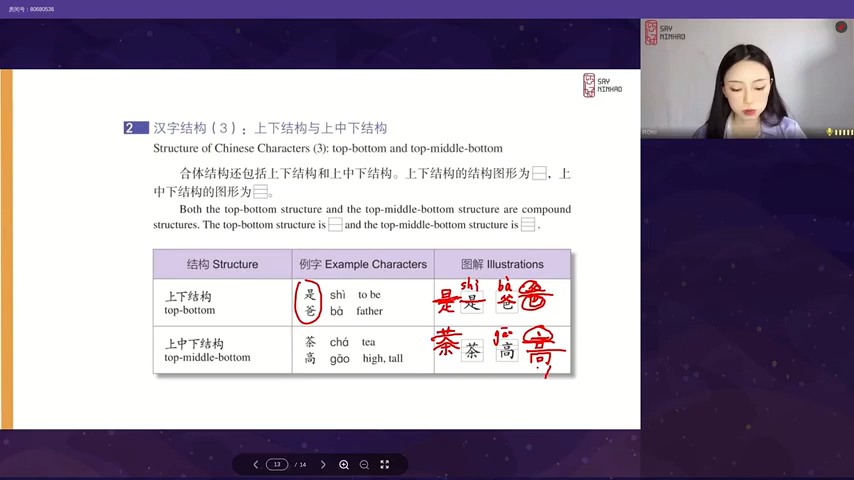 房间号：80680536
SAY
NINHAO
SAY
NINHAO
2 汉字结构（3）：上下结构与上中下结构
Structure of Chinese Characters (3): top-bottom and top-middle-bottom
合体结构还包括上下结构和上中下结构。上下结构的结构图形为，上
中下结构的图形为。
Both the top-bottom structure and the top-middle-bottom structure are compound
structures. The top-bottom structure is and the top-middle-bottom structure is .
结构 Structure 例字 Example Characters 图解 Illustrations
上下结构
top-bottom
是 shì to be
爸 bà father
shì bà
是 是 爸 爸
上中下结构
top-middle-bottom
茶 chá tea
高 gāo high, tall
茶 茶 高 高
13 / 14